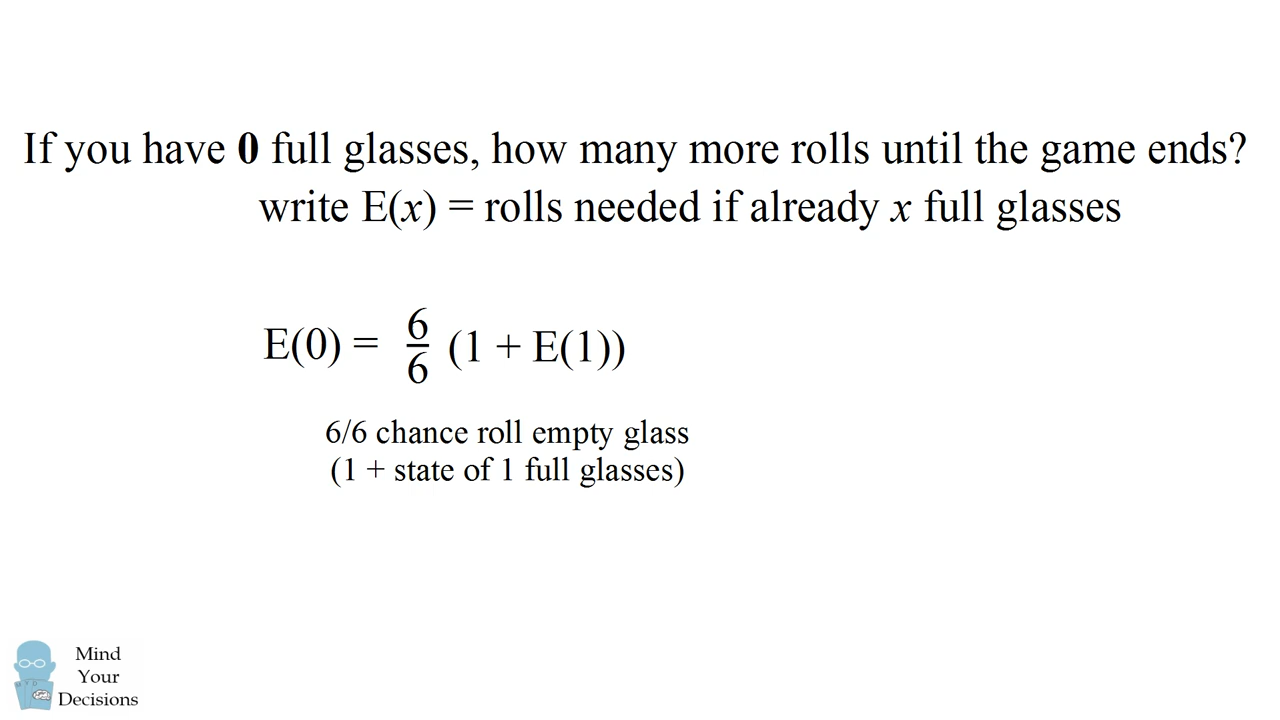 If you have 0 full glasses, how many more rolls until the game ends?
write E(x) = rolls needed if already x full glasses
E(0) = 6/6 (1 + E(1))
6/6 chance roll empty glass
(1 + state of 1 full glasses)
Mind
Your
Decisions